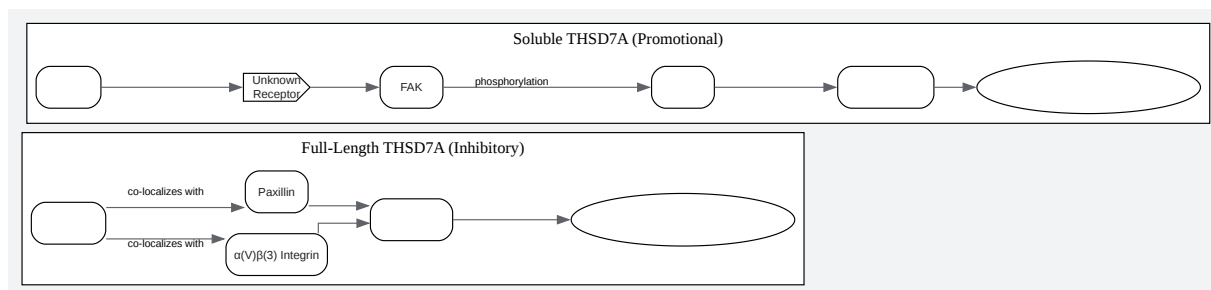 Soluble THSD7A (Promotional)
Unknown
Receptor
FAK
phosphorylation
Full-Length THSD7A (Inhibitory)
co-localizes with
Paxillin
co-localizes with
α(V)β(3) Integrin